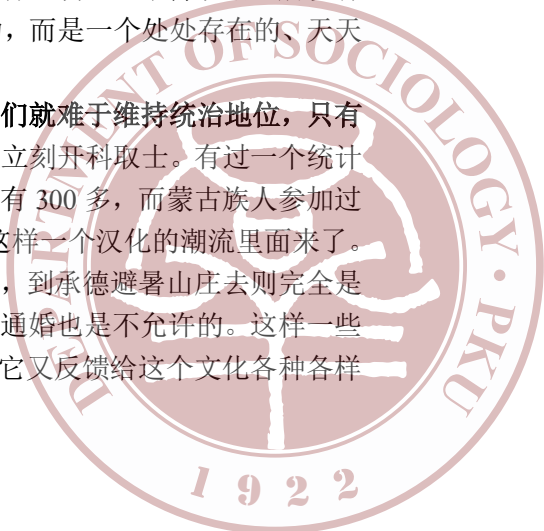 ，而是一个处处存在的、天天
们就难于维持统治地位，只有
立刻开科取士。有过一个统计
有 300 多，而蒙古族人参加过
这样一个汉化的潮流里面来了。
，到承德避暑山庄去则完全是
通婚也是不允许的。这样一些
它又反馈给这个文化各种各样
DEPARTMENT OF SOCIOLOGY · PKU
1922